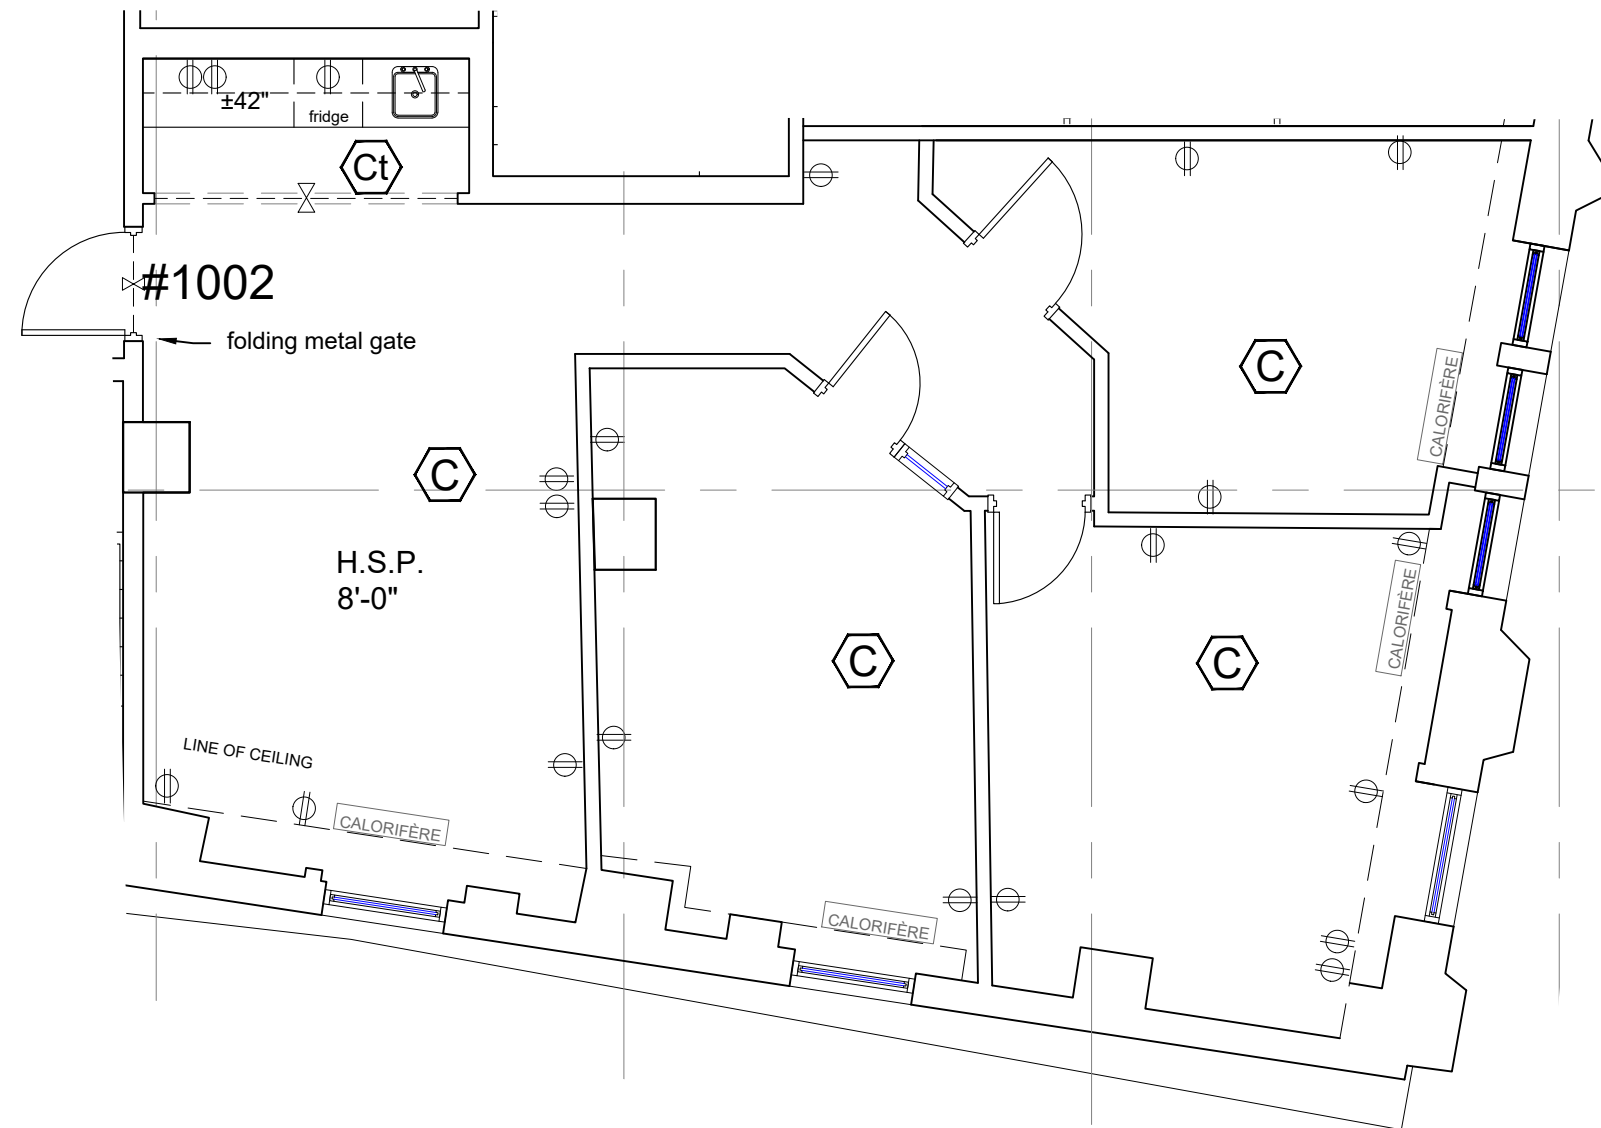 ±42"
fridge
Ct
#1002
folding metal gate
C
CALORIFÈRE
C
H.S.P.
8'-0"
CALORIFÈRE
C
C
LINE OF CEILING
CALORIFÈRE
CALORIFÈRE